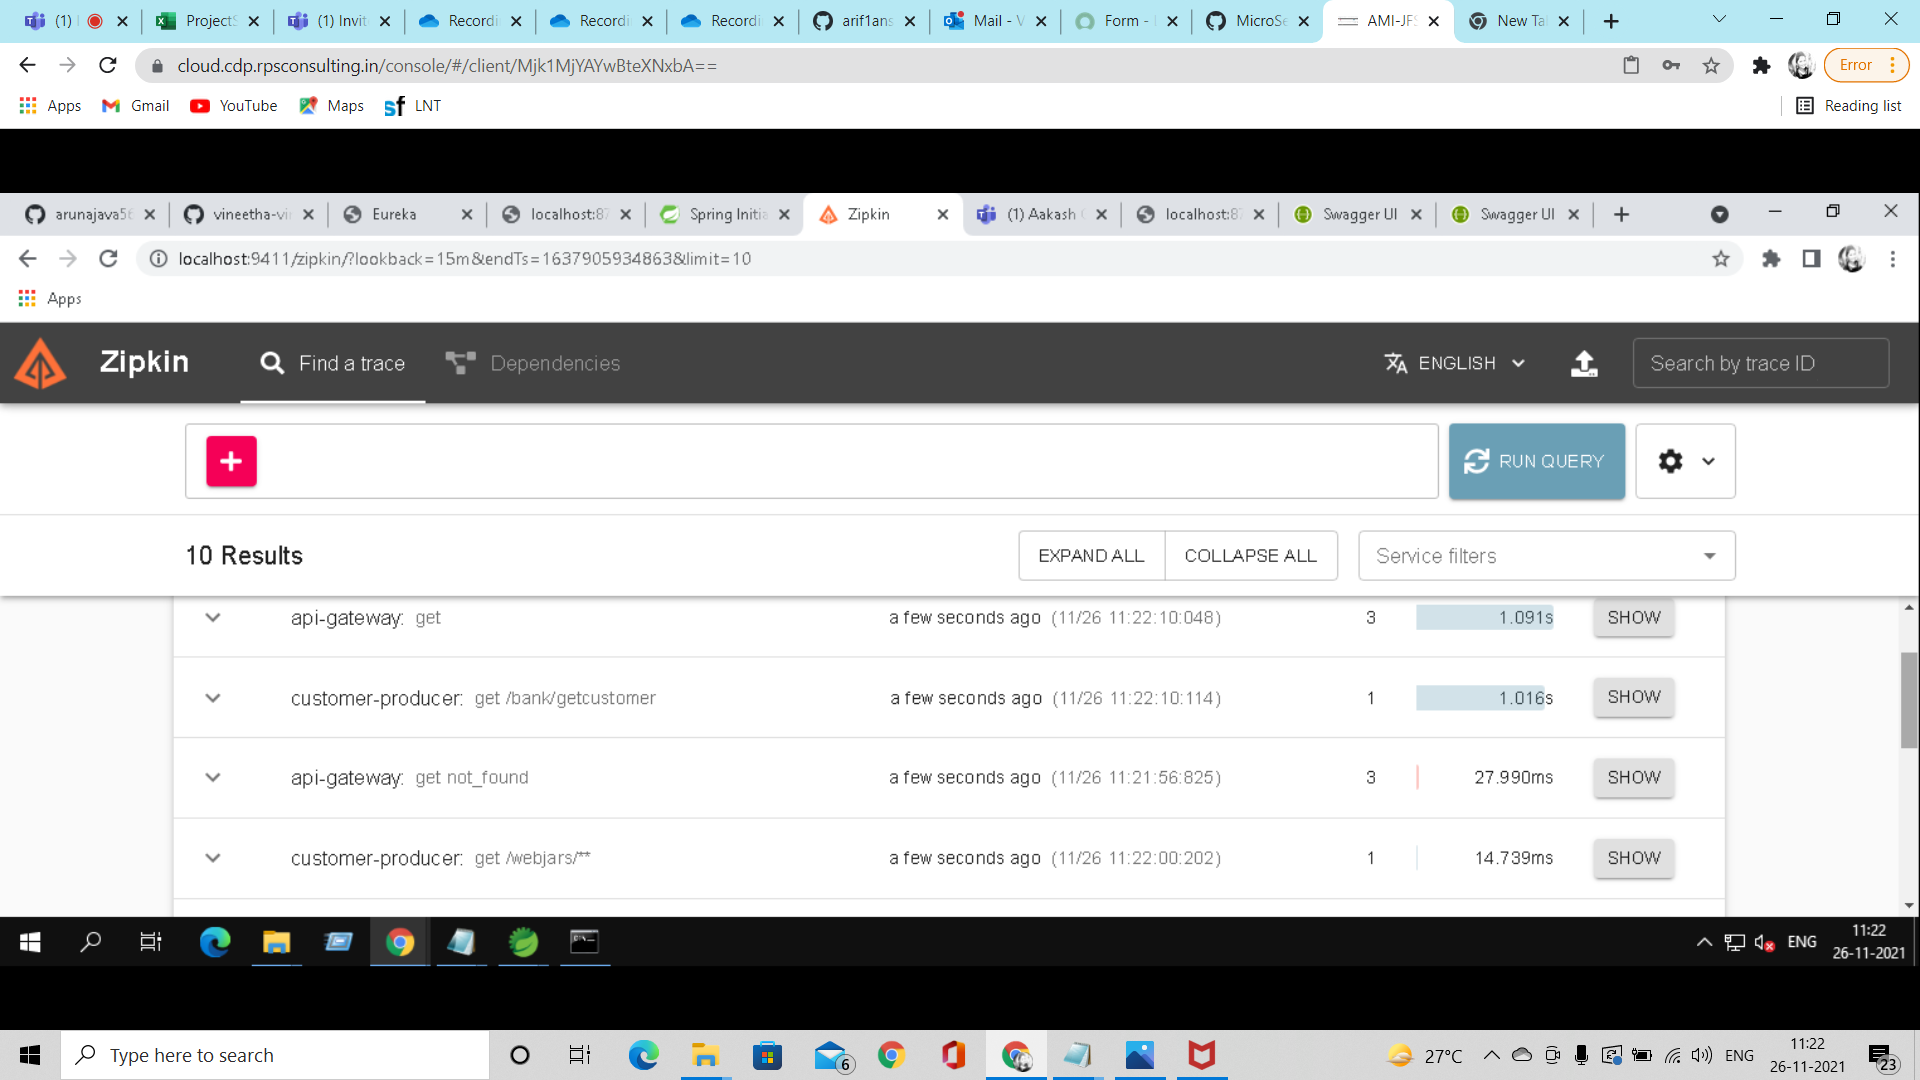 (1) ProjectS (1) Invit Recordi Recordi Recordi arif1ans Mail - V Form - MicroSe AMI-JFS New Ta
cloud.cdp.rpsconsulting.in/console/#/client/Mjk1MjYAYwBteXNxbA== Error
Apps Gmail YouTube Maps LNT Reading list
arunajava56 vineetha-vi Eureka localhost:87 Spring Initia Zipkin (1) Aakash localhost:87 Swagger UI Swagger UI
localhost:9411/zipkin/?lookback=15m&endTs=1637905934863&limit=10
Apps
Zipkin Find a trace Dependencies ENGLISH Search by trace ID
RUN QUERY
10 Results EXPAND ALL COLLAPSE ALL Service filters
api-gateway: get a few seconds ago (11/26 11:22:10:048) 3 1.091s SHOW
customer-producer: get /bank/getcustomer a few seconds ago (11/26 11:22:10:114) 1 1.016s SHOW
api-gateway: get not_found a few seconds ago (11/26 11:21:56:825) 3 27.990ms SHOW
customer-producer: get /webjars/** a few seconds ago (11/26 11:22:00:202) 1 14.739ms SHOW
ENG 11:22
26-11-2021
Type here to search 6 27°C ENG 11:22
26-11-2021 23